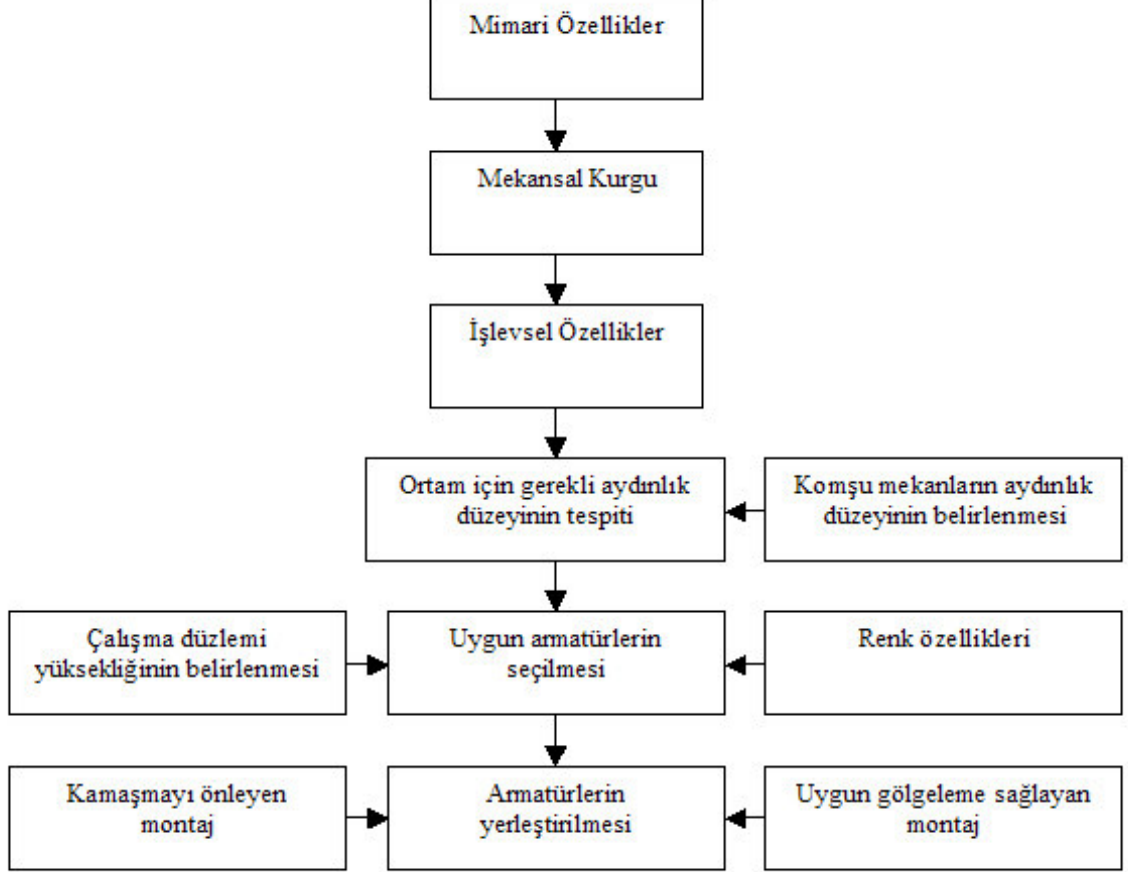 Mimari Özellikler
Mekansal Kurgu
İşlevsel Özellikler
Ortam için gerekli aydınlık
düzeyinin tespiti
Komşu mekanların aydınlık
düzeyinin belirlenmesi
Çalışma düzlemi
yüksekliğinin belirlenmesi
Uygun armatürlerin
seçilmesi
Renk özellikleri
Kamaşmayı önleyen
montaj
Armatürlerin
yerleştirilmesi
Uygun gölgeleme sağlayan
montaj